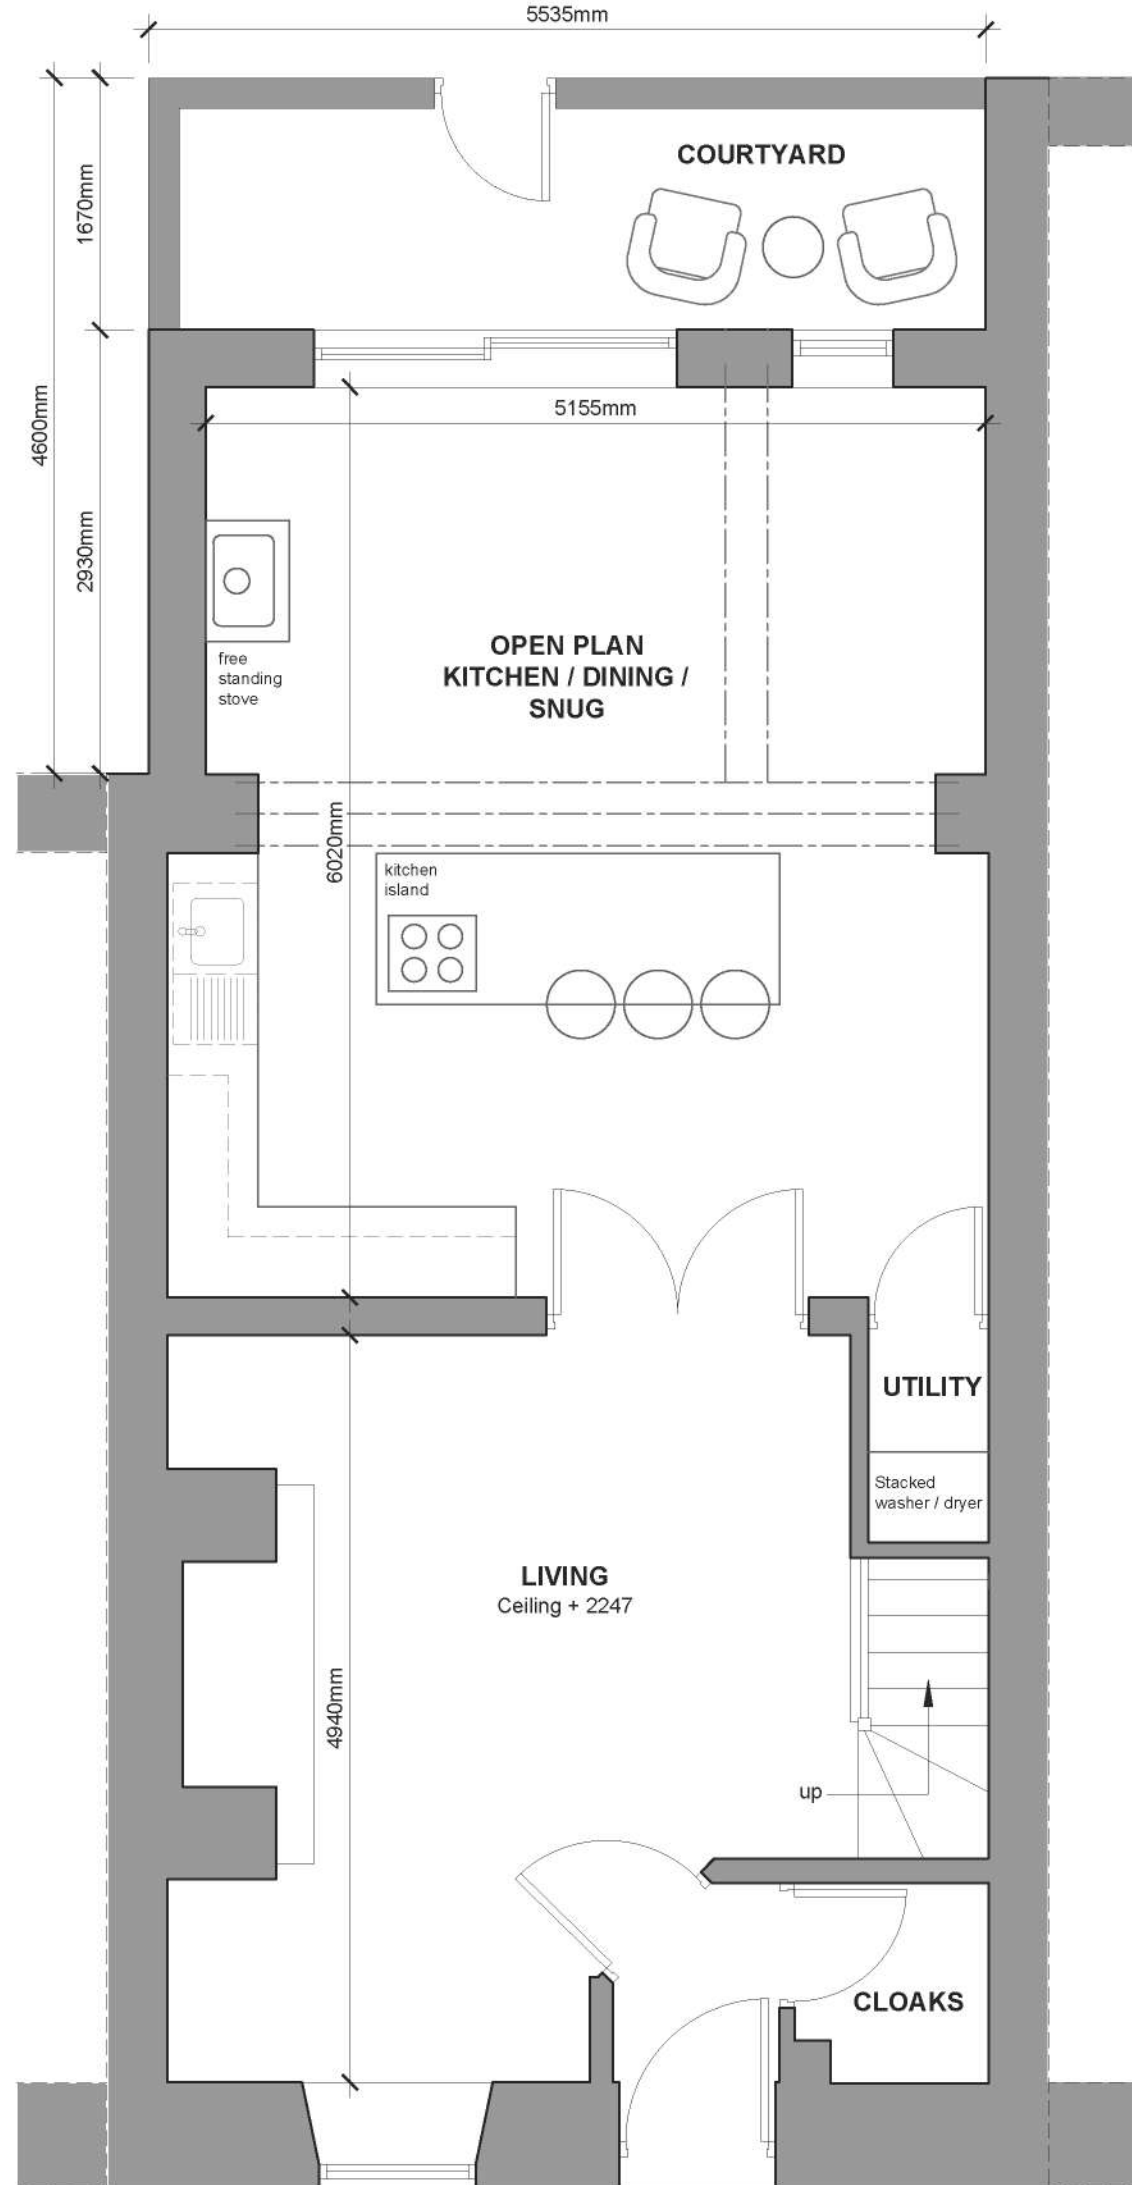 5535mm
COURTYARD
1670mm
4600mm
5155mm
2930mm
OPEN PLAN
KITCHEN / DINING /
SNUG
free
standing
stove
6020mm
kitchen
island
UTILITY
Stacked
washer / dryer
LIVING
Ceiling + 2247
4940mm
up
CLOAKS